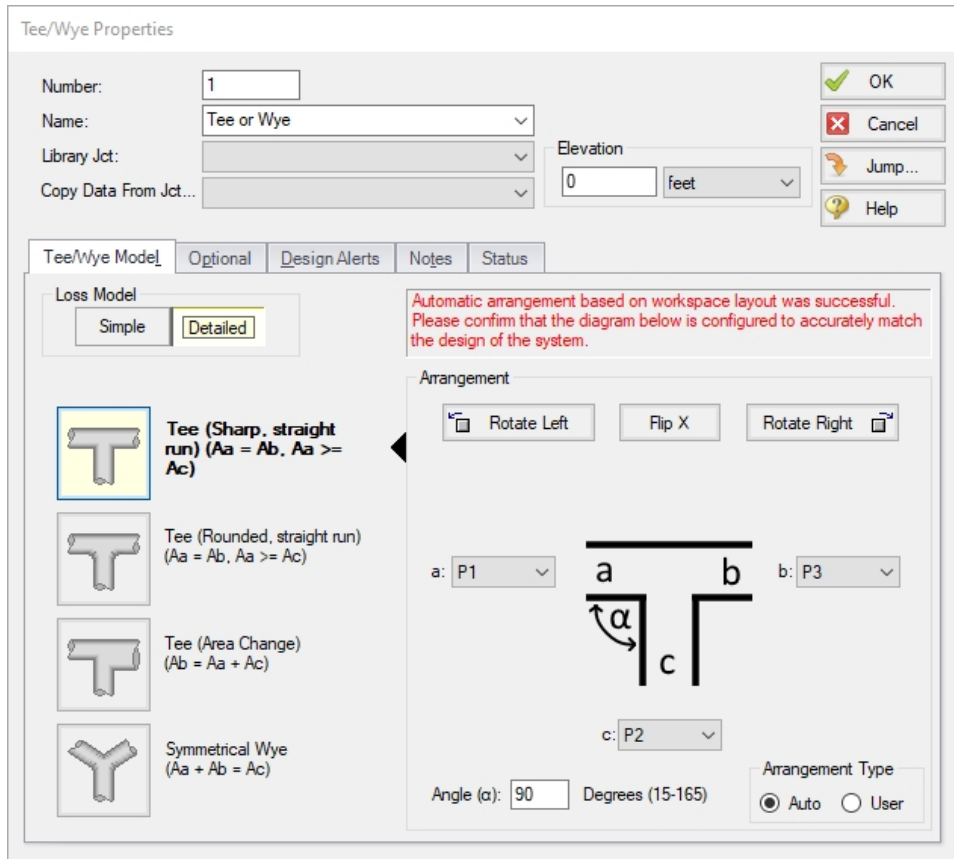 Tee/Wye Properties
Number:
1
Name:
Tee or Wye
Library Jct:
Copy Data From Jct...
Elevation
0
feet
OK
Cancel
Jump...
Help
Tee/Wye Model
Optional
Design Alerts
Notes
Status
Loss Model
Simple
Detailed
Automatic arrangement based on workspace layout was successful.
Please confirm that the diagram below is configured to accurately match
the design of the system.
Tee (Sharp, straight
run) (Aa = Ab, Aa >=
Ac)
Tee (Rounded, straight run)
(Aa = Ab, Aa >= Ac)
Tee (Area Change)
(Ab = Aa + Ac)
Symmetrical Wye
(Aa + Ab = Ac)
Arrangement
Rotate Left
Flip X
Rotate Right
a: P1
a
b
b: P3
α
c
c: P2
Angle (α): 90 Degrees (15-165)
Arrangement Type
Auto
User